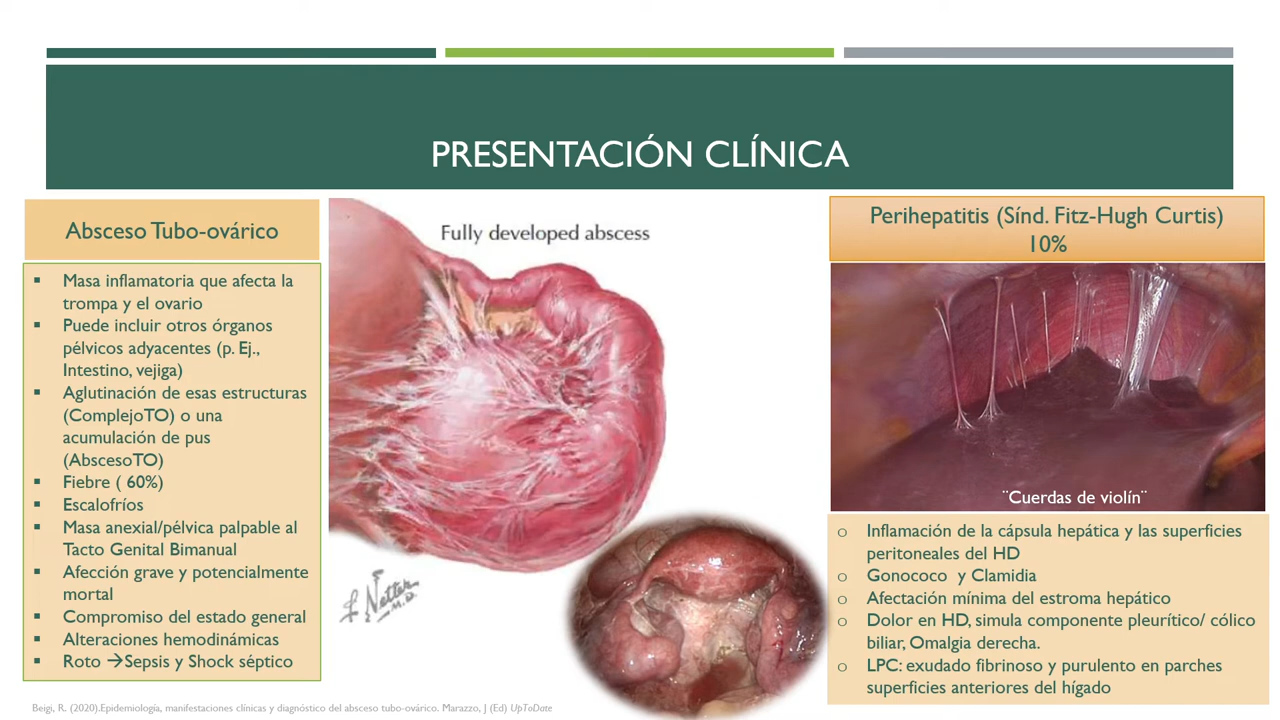 PRESENTACIÓN CLÍNICA
Absceso Tubo-ovárico
▪ Masa inflamatoria que afecta la
trompa y el ovario
▪ Puede incluir otros órganos
pélvicos adyacentes (p. Ej.,
Intestino, vejiga)
▪ Aglutinación de esas estructuras
(ComplejoTO) o una
acumulación de pus
(AbscesoTO)
▪ Fiebre ( 60%)
▪ Escalofríos
▪ Masa anexial/pélvica palpable al
Tacto Genital Bimanual
▪ Afección grave y potencialmente
mortal
▪ Compromiso del estado general
▪ Alteraciones hemodinámicas
▪ Roto →Sepsis y Shock séptico
Fully developed abscess
F. Netter
M.D.
Perihepatitis (Sínd. Fitz-Hugh Curtis)
10%
¨Cuerdas de violín¨
o Inflamación de la cápsula hepática y las superficies
peritoneales del HD
o Gonococo y Clamidia
o Afectación mínima del estroma hepático
o Dolor en HD, simula componente pleurítico/ cólico
biliar, Omalgia derecha.
o LPC: exudado fibrinoso y purulento en parches
superficies anteriores del hígado
Beigi, R. (2020).Epidemiología, manifestaciones clínicas y diagnóstico del absceso tubo-ovárico. Marazzo, J (Ed) UpToDate